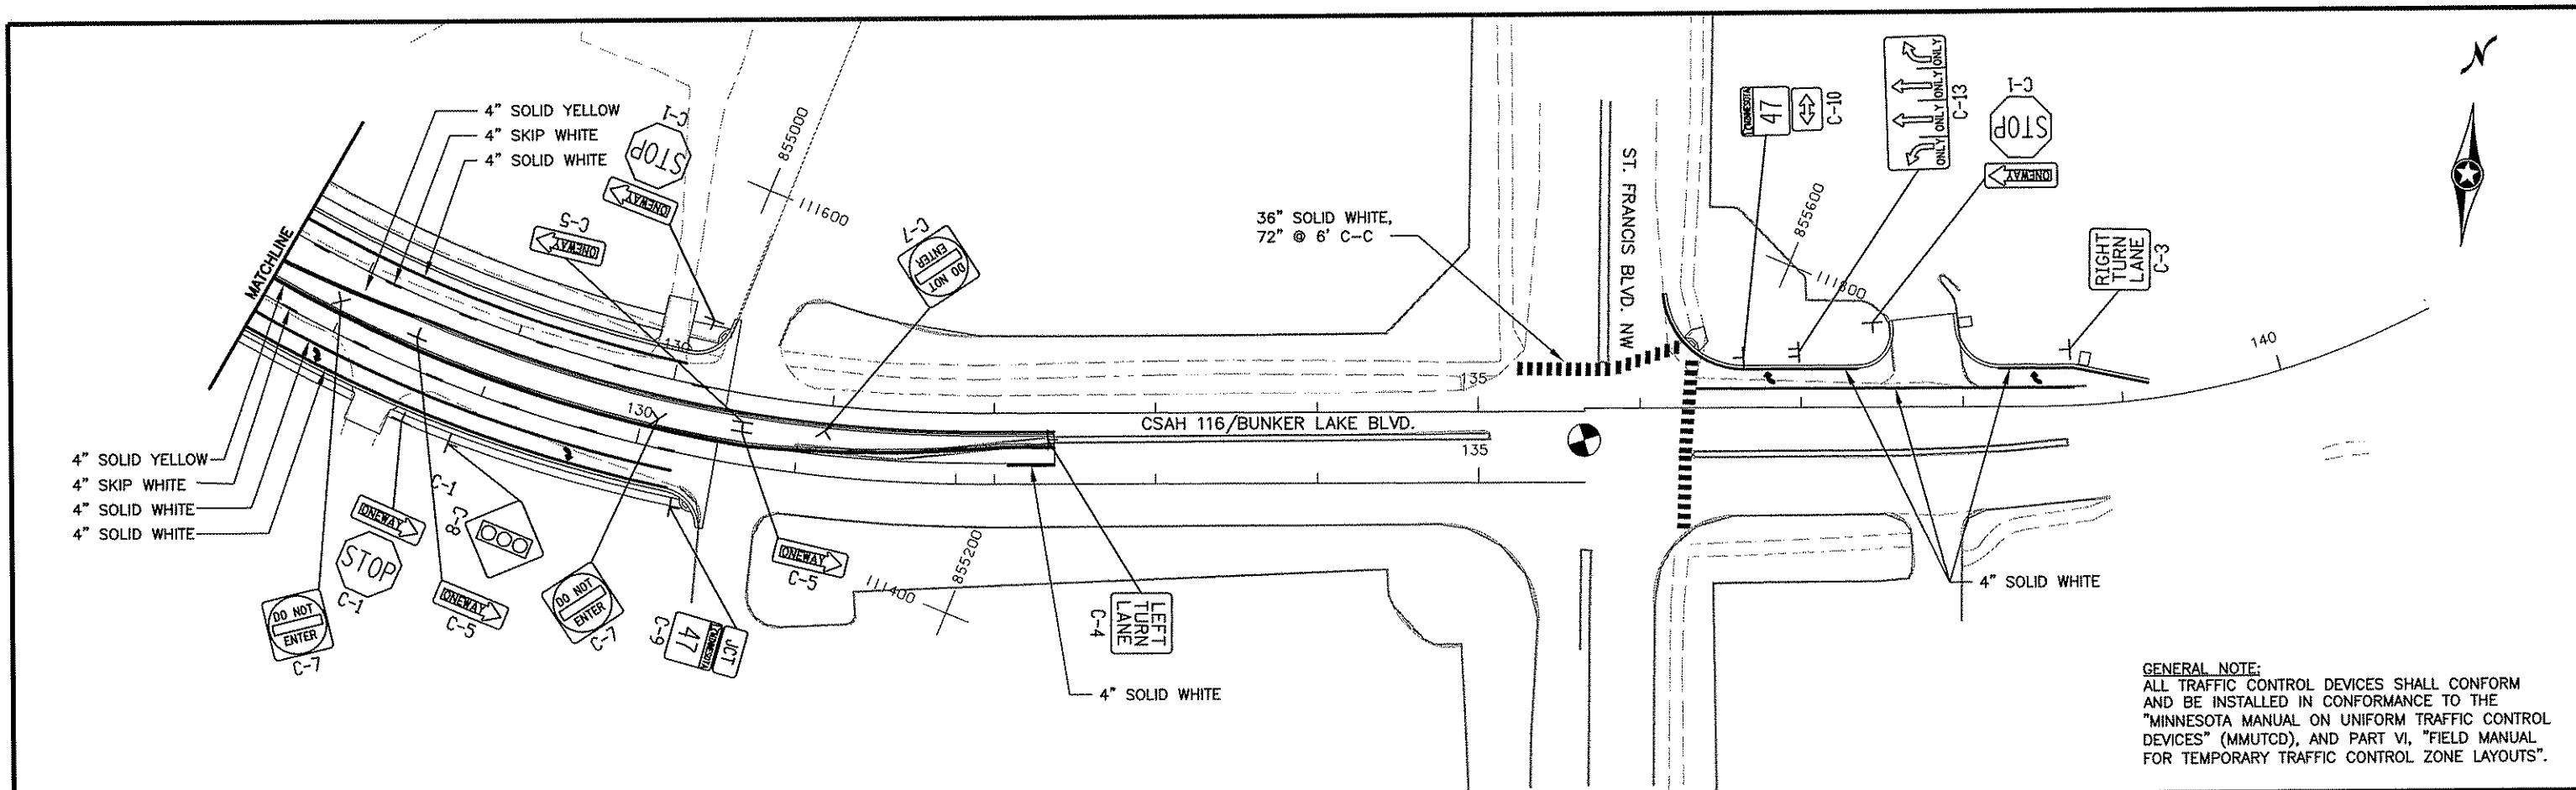 N
4" SOLID YELLOW
4" SKIP WHITE
4" SOLID WHITE
MATCHLINE
C-1
STOP
ONEWAY
855000
111600
C-5
ONEWAY
C-7
DO NOT
ENTER
130
130
36" SOLID WHITE,
72" @ 6' C-C
ST. FRANCIS BLVD. NW
MINNESOTA
47
C-10
ONLY ONLY ONLY ONLY
C-13
C-1
STOP
ONEWAY
855600
111800
RIGHT
TURN
LANE
C-3
135
135
140
CSAH 116/BUNKER LAKE BLVD.
4" SOLID YELLOW
4" SKIP WHITE
4" SOLID WHITE
4" SOLID WHITE
DO NOT
ENTER
C-7
ONEWAY
STOP
C-1
C-1
C-8
ONEWAY
C-5
DO NOT
ENTER
C-7
JCT
MINNESOTA
47
C-9
ONEWAY
C-5
111400
855200
LEFT
TURN
LANE
C-4
4" SOLID WHITE
4" SOLID WHITE
GENERAL NOTE:
ALL TRAFFIC CONTROL DEVICES SHALL CONFORM
AND BE INSTALLED IN CONFORMANCE TO THE
"MINNESOTA MANUAL ON UNIFORM TRAFFIC CONTROL
DEVICES" (MMUTCD), AND PART VI, "FIELD MANUAL
FOR TEMPORARY TRAFFIC CONTROL ZONE LAYOUTS".